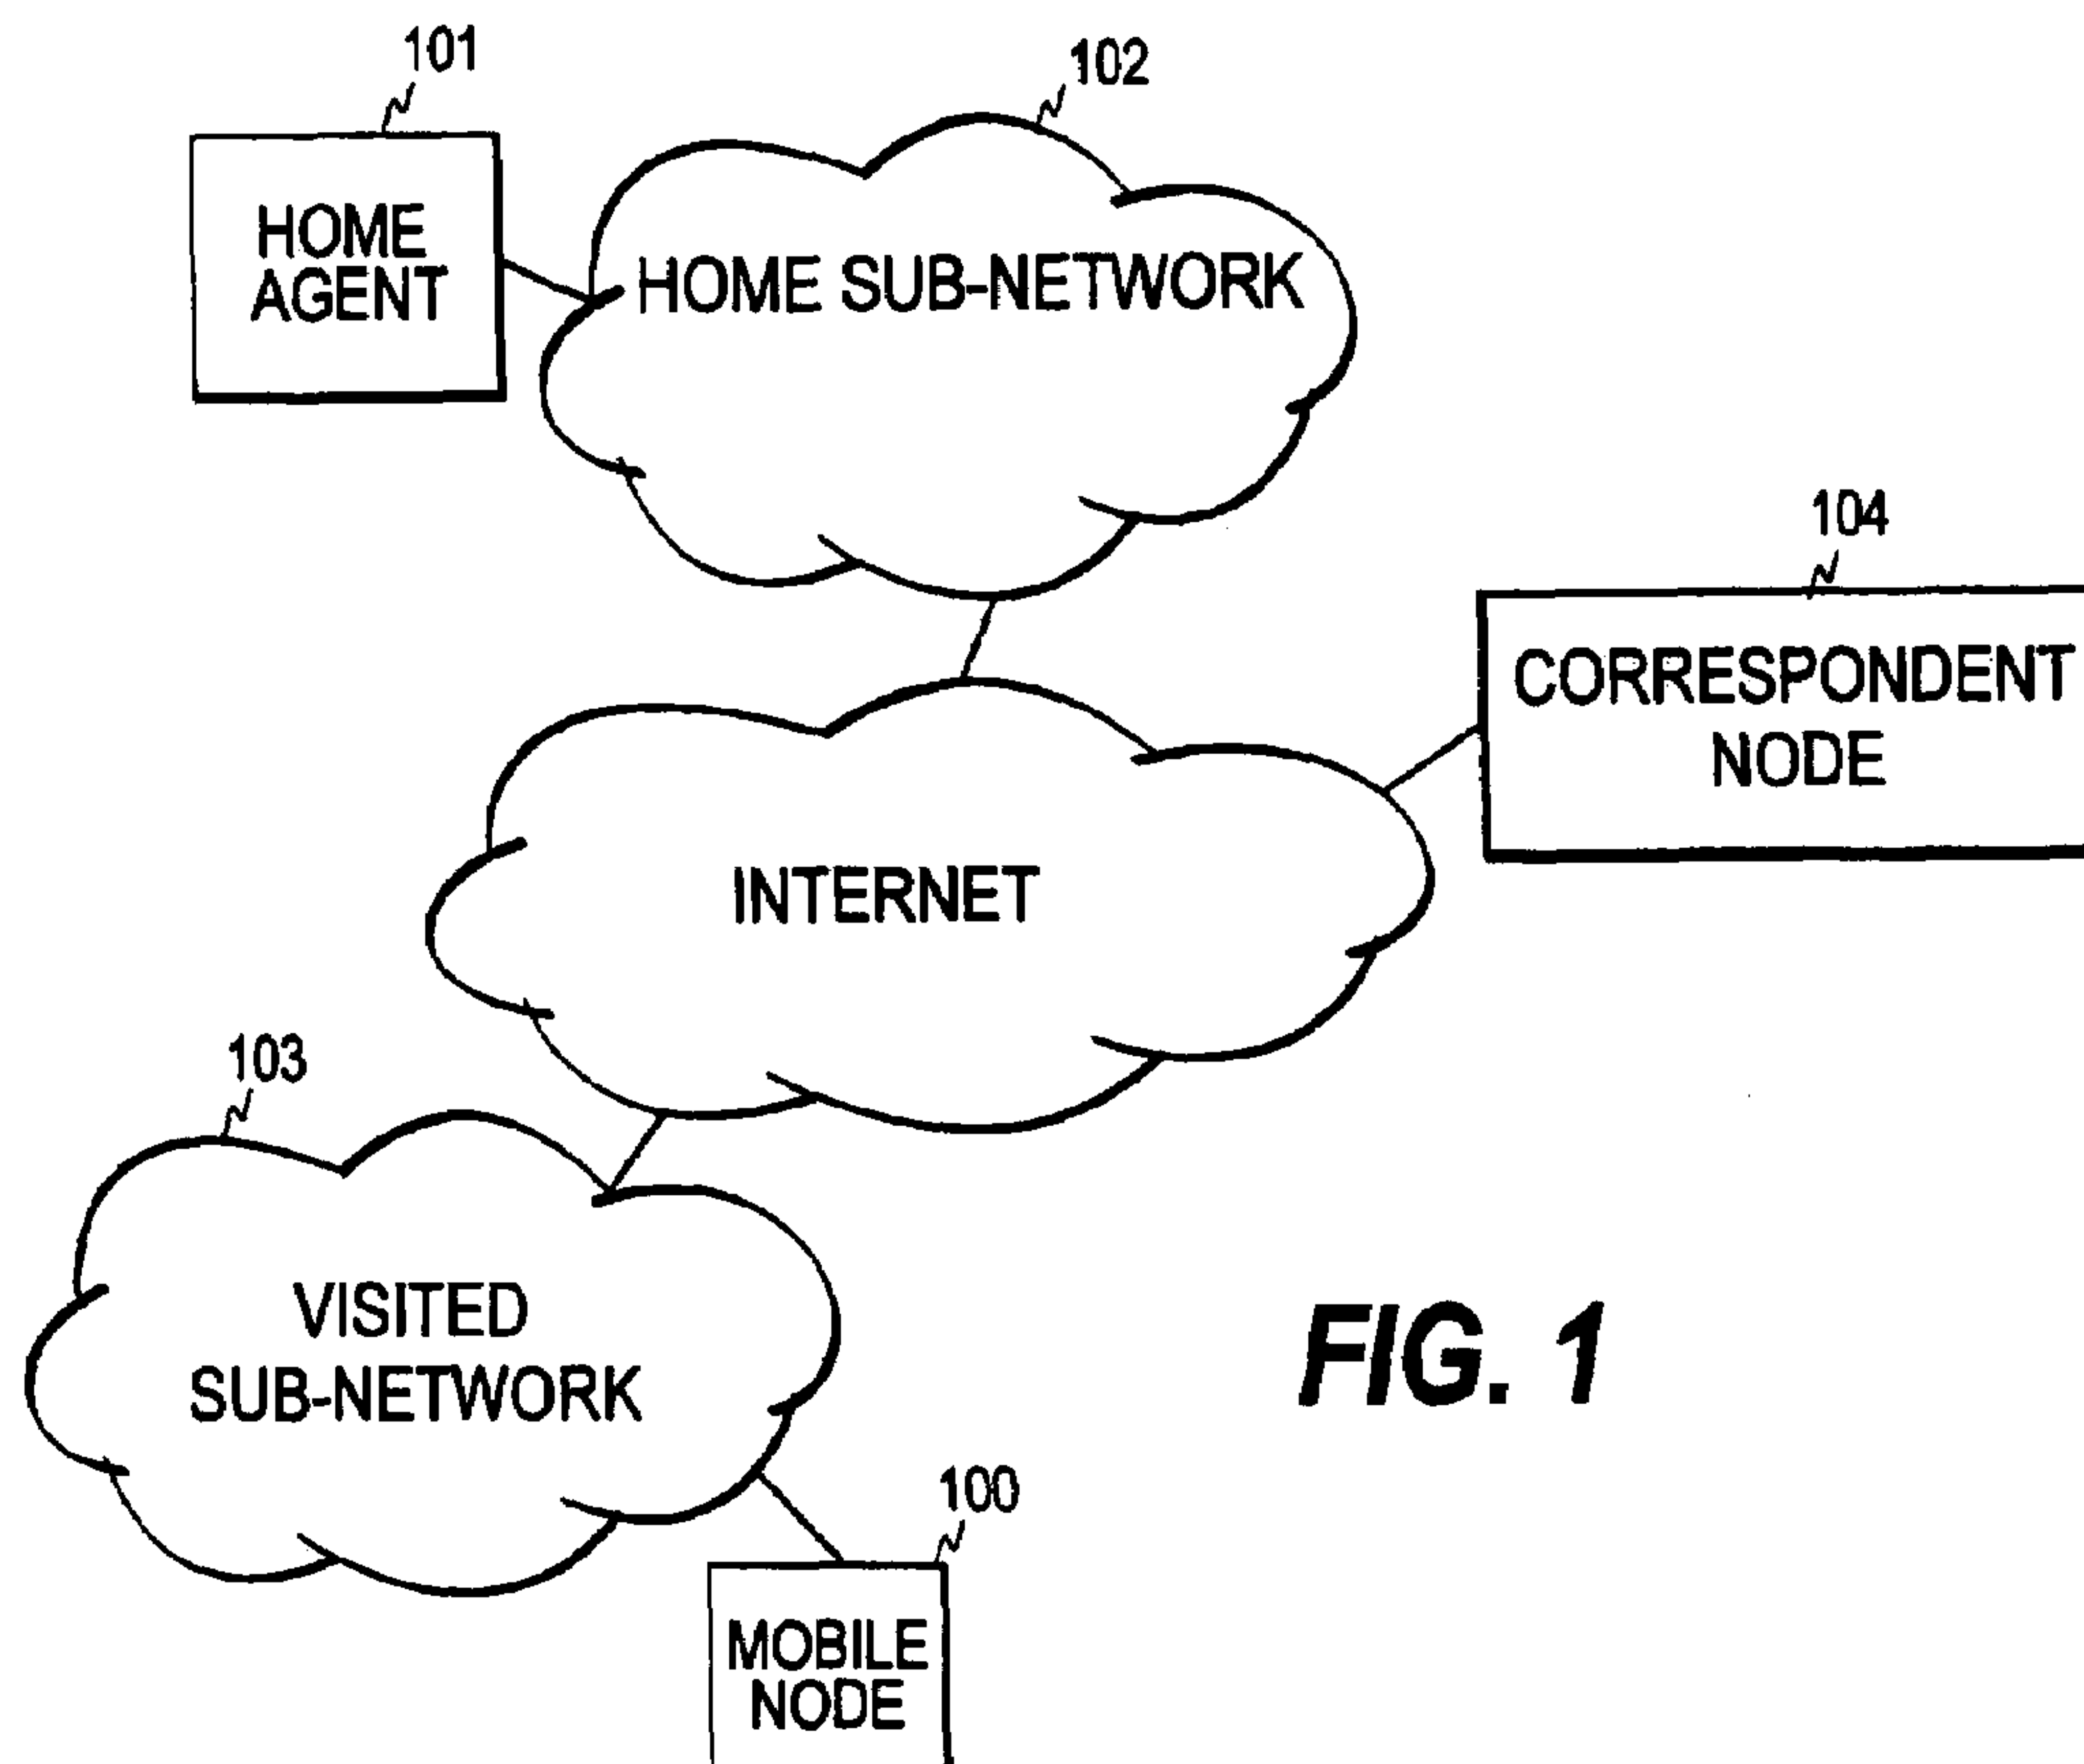 101
102
HOME
AGENT
HOME SUB-NETWORK
104
CORRESPONDENT
NODE
INTERNET
103
VISITED
SUB-NETWORK
FIG. 1
100
MOBILE
NODE